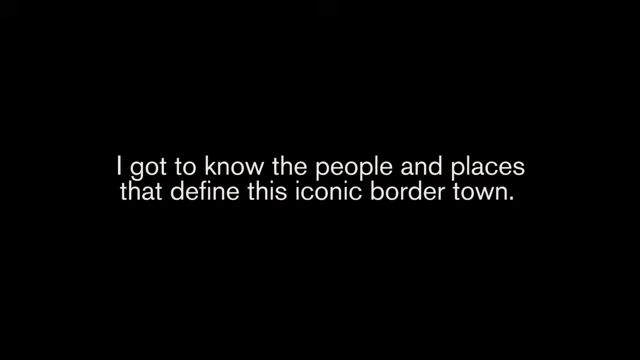 I got to know the people and places
that define this iconic border town.